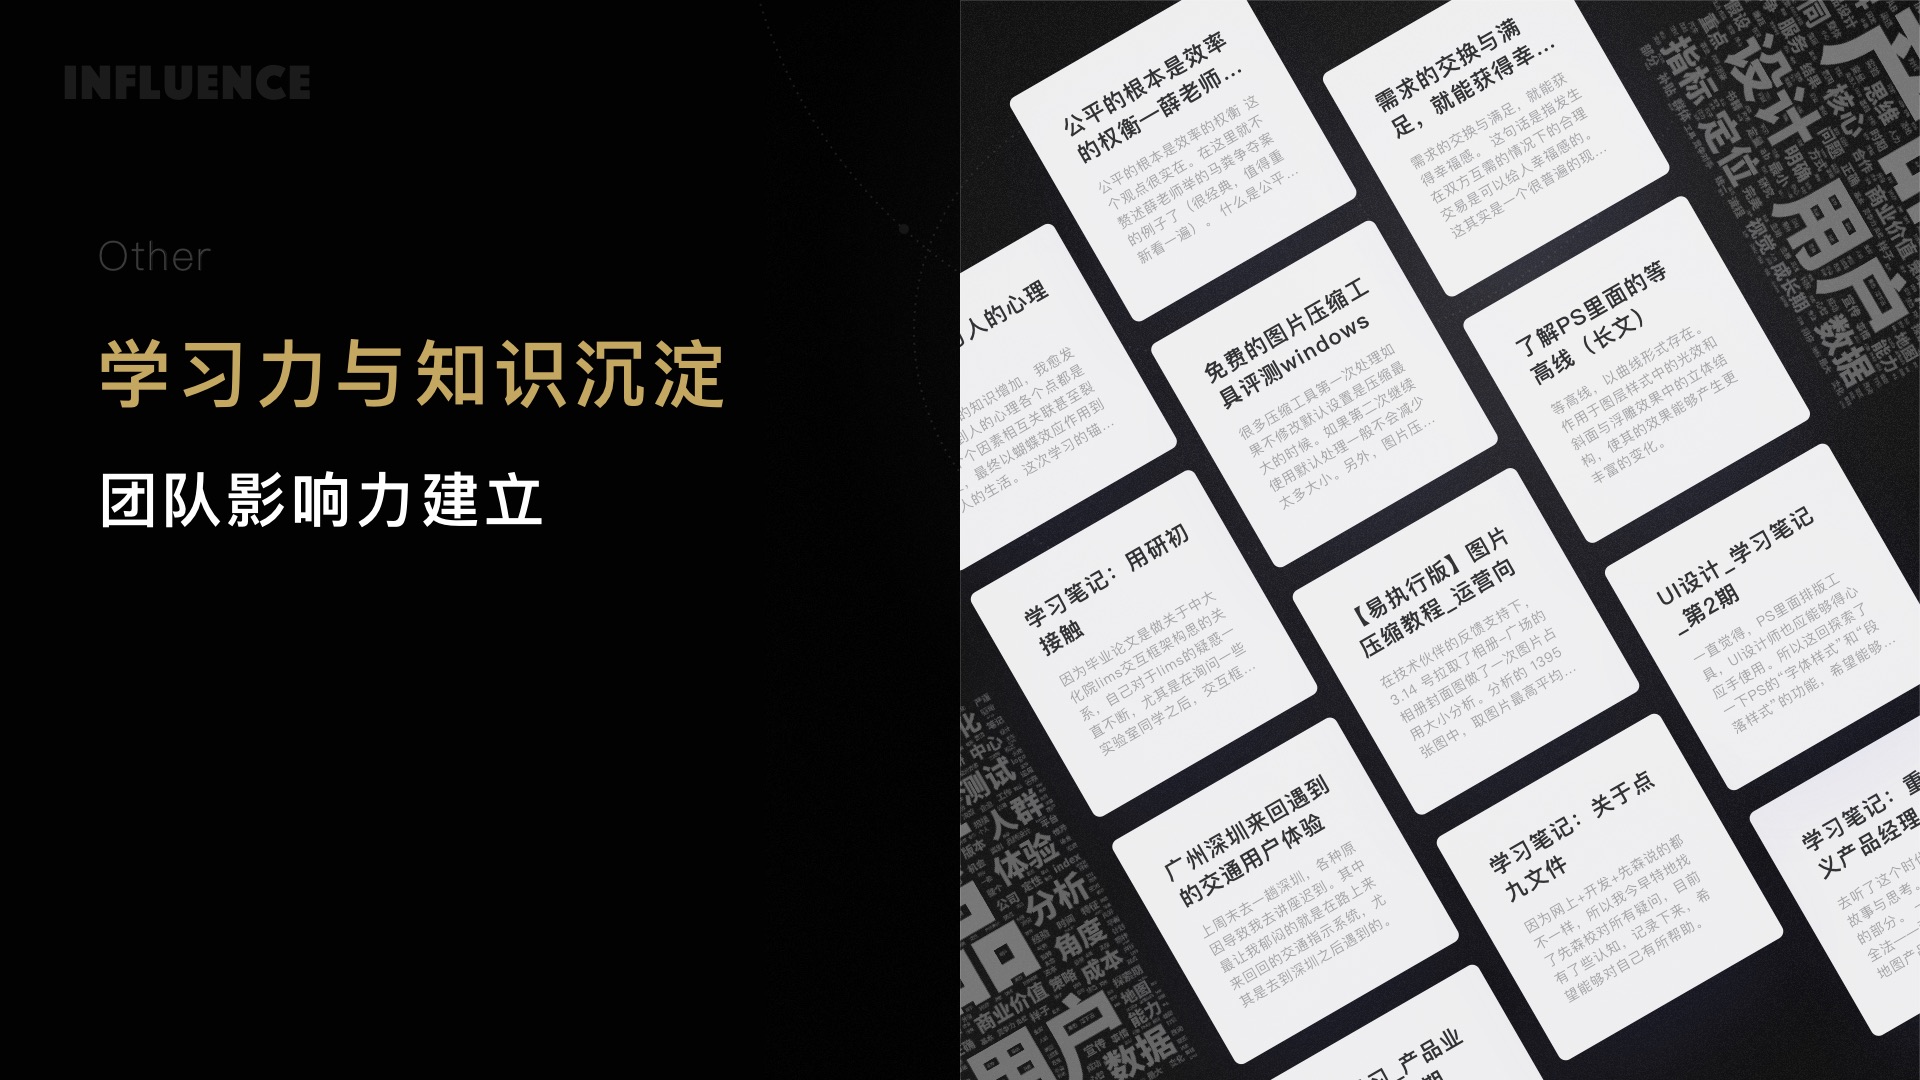 INFLUENCE
Other
学习力与知识沉淀
团队影响力建立
公平的根本是效率
的权衡—薛老师...
公平的根本是效率的权衡 这
个观点很实在。在这里就不
赘述薛老师举的马粪争夺案
的例子了（很经典，值得重
新看一遍）。 什么是公平...
需求的交换与满
足，就能获得幸...
需求的交换与满足，就能获
得幸福感。 这句话是指发生
在双方互需的情况下的合理
交易是可以给人幸福感的。
这其实是一个很普遍的现...
人的心理
的知识增加，我愈发
到人的心理各个点都是
个因素相互关联甚至裂
，最终以蝴蝶效应作用到
人的生活。这次学习的锚...
免费的图片压缩工
具评测windows
很多压缩工具第一次处理如
果不修改默认设置是压缩最
大的时候。如果第二次继续
使用默认处理一般不会减少
太多大小。另外，图片压...
了解PS里面的等
高线（长文）
等高线，以曲线形式存在。
作用于图层样式中的光效和
斜面与浮雕效果中的立体结
构，使其的效果能够产生更
丰富的变化。
学习笔记：用研初
接触
因为毕业论文是做关于中大
化院lims交互框架构思的关
系，自己对于lims的疑惑一
直不断，尤其是在询问一些
实验室同学之后，交互框...
【易执行版】图片
压缩教程_运营向
在技术伙伴的反馈支持下，
3.14 号拉取了相册-广场的
相册封面图做了一次图片占
用大小分析。分析的 1395
张图中，取图片最高平均...
UI设计_学习笔记
_第2期
一直觉得，PS里面排版工
具，UI设计师也应能够得心
应手使用。所以这回探索了
一下PS的“字体样式”和“段
落样式”的功能，希望能够...
广州深圳来回遇到
的交通用户体验
上周末去一趟深圳，各种原
因导致我去讲座迟到。其中
最让我郁闷的就是在路上来
来回回的交通指示系统，尤
其是去到深圳之后遇到的。
学习笔记：关于点
九文件
因为网上+开发+先森说的都
不一样，所以我今早特地找
了先森校对所有疑问，目前
有了些认知，记录下来，希
望能够对自己有所帮助。
学习笔记：重
义产品经理
去听了这个时代
故事与思考。
的部分。
全法——
地图产品
_产品业
期
指标
设计
定位
用户
数据
核心
思维
服务
重点
问题
明确
合作
商业价值
视觉
成长期
完善
宣传
能力
地图
中心
测试
人群
版本
体验
分析
公司
角度
成本
策略
商业价值
样子
地图
能力
用户
数据
宣传